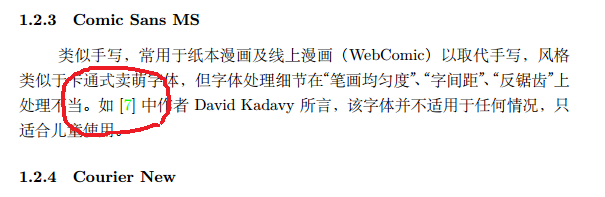 1.2.3 Comic Sans MS
类似手写，常用于纸本漫画及线上漫画（WebComic）以取代手写，风格
类似于卡通式卖萌字体，但字体处理细节在“笔画均匀度”、“字间距”、“反锯齿”上
处理不当。如 [7] 中作者 David Kadavy 所言，该字体并不适用于任何情况，只
适合儿童使用。
1.2.4 Courier New